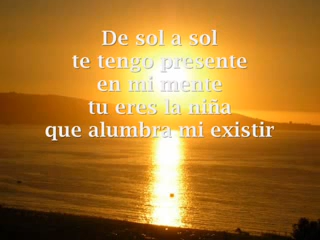 De sol a sol
te tengo presente
en mi mente
tu eres la niña
que alumbra mi existir